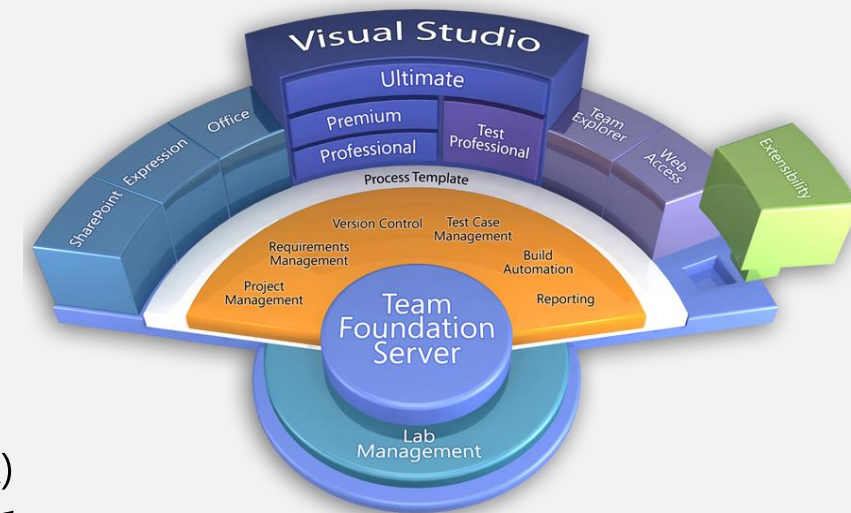 Visual Studio
Ultimate
Premium
Professional
Test
Professional
Office
Expression
SharePoint
Team
Explorer
Web
Access
Extensibility
Process Template
Version Control
Test Case
Management
Requirements
Management
Build
Automation
Project
Management
Reporting
Team
Foundation
Server
Lab
Management
)